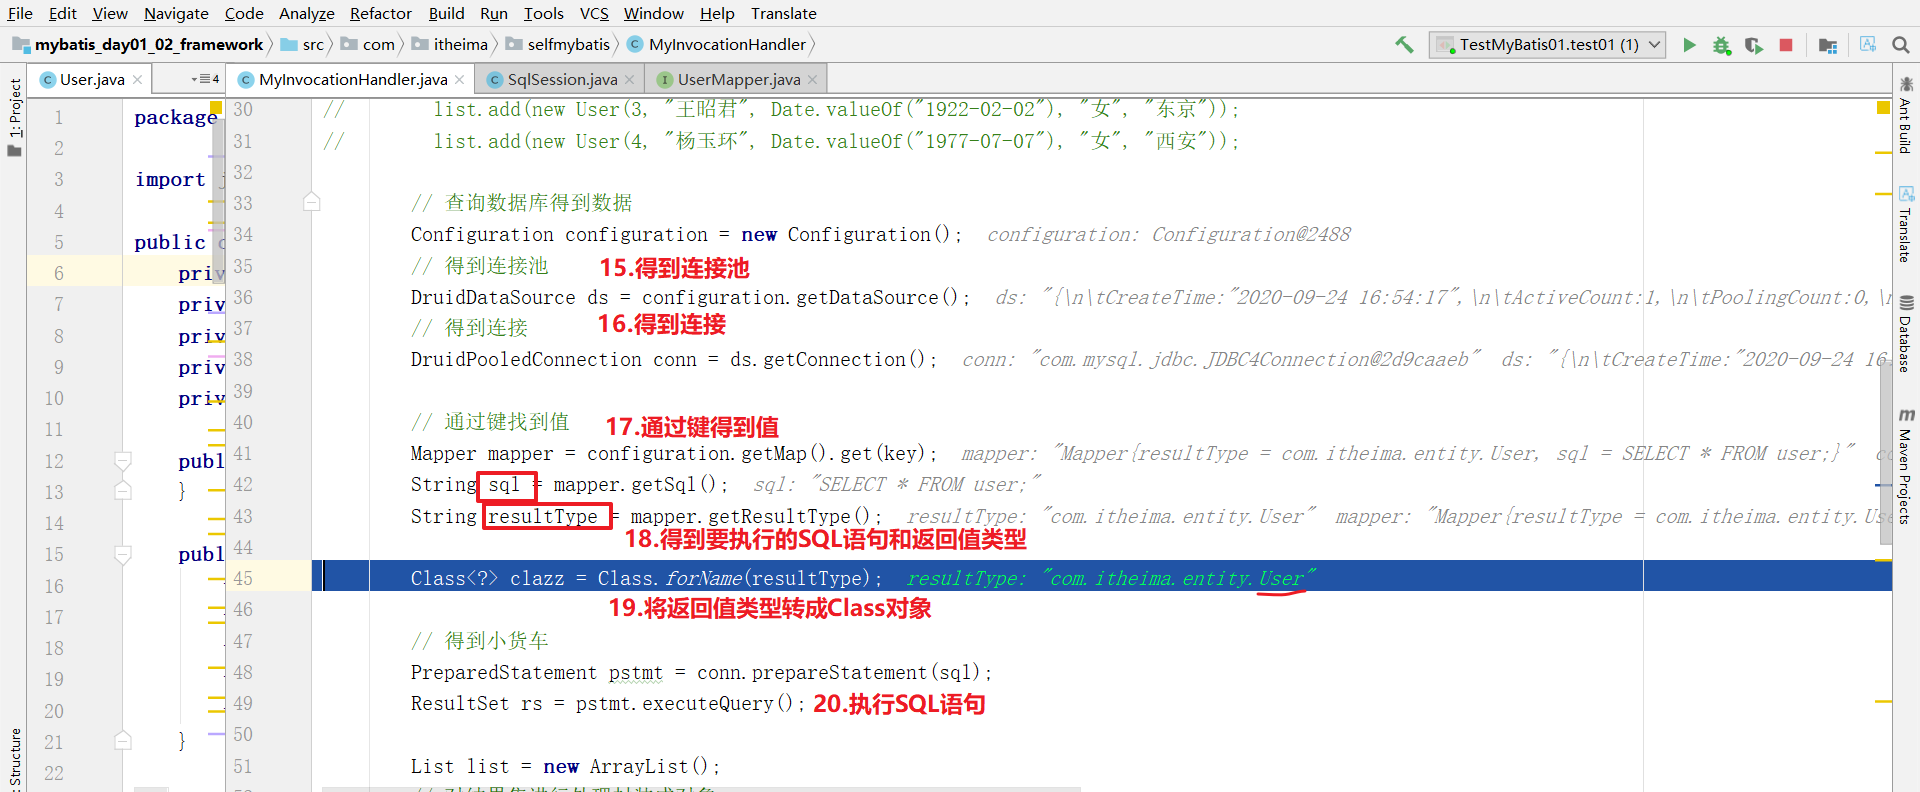 File Edit View Navigate Code Analyze Refactor Build Run Tools VCS Window Help Translate
mybatis_day01_02_framework src com itheima selfmybatis MyInvocationHandler TestMyBatis01.test01 (1)
1: Project
Structure
User.java 4 MyInvocationHandler.java SqlSession.java UserMapper.java
Ant Build
Translate
Database
Maven Projects
1 package
2
3 import j
4
5 public c
6 priv
7 priv
8 priv
9 priv
10 priv
11
12 publ
13 }
14
15 publ
16
17
18
19
20
21 }
22
30 // list.add(new User(3, "王昭君", Date.valueOf("1922-02-02"), "女", "东京"));
31 // list.add(new User(4, "杨玉环", Date.valueOf("1977-07-07"), "女", "西安"));
32
33 // 查询数据库得到数据
34 Configuration configuration = new Configuration(); configuration: Configuration@2488
35 // 得到连接池 15.得到连接池
36 DruidDataSource ds = configuration.getDataSource(); ds: "{\n\tCreateTime:"2020-09-24 16:54:17",\n\tActiveCount:1,\n\tPoolingCount:0,\n
37 // 得到连接 16.得到连接
38 DruidPooledConnection conn = ds.getConnection(); conn: "com.mysql.jdbc.JDBC4Connection@2d9caaeb" ds: "{\n\tCreateTime:"2020-09-24 16
39
40 // 通过键找到值 17.通过键得到值
41 Mapper mapper = configuration.getMap().get(key); mapper: "Mapper{resultType = com.itheima.entity.User, sql = SELECT * FROM user;}" co
42 String sql = mapper.getSql(); sql: "SELECT * FROM user;"
43 String resultType = mapper.getResultType(); resultType: "com.itheima.entity.User" mapper: "Mapper{resultType = com.itheima.entity.Use
44 18.得到要执行的SQL语句和返回值类型
45 Class<?> clazz = Class.forName(resultType); resultType: "com.itheima.entity.User"
46 19.将返回值类型转成Class对象
47 // 得到小货车
48 PreparedStatement pstmt = conn.prepareStatement(sql);
49 ResultSet rs = pstmt.executeQuery(); 20.执行SQL语句
50
51 List list = new ArrayList();